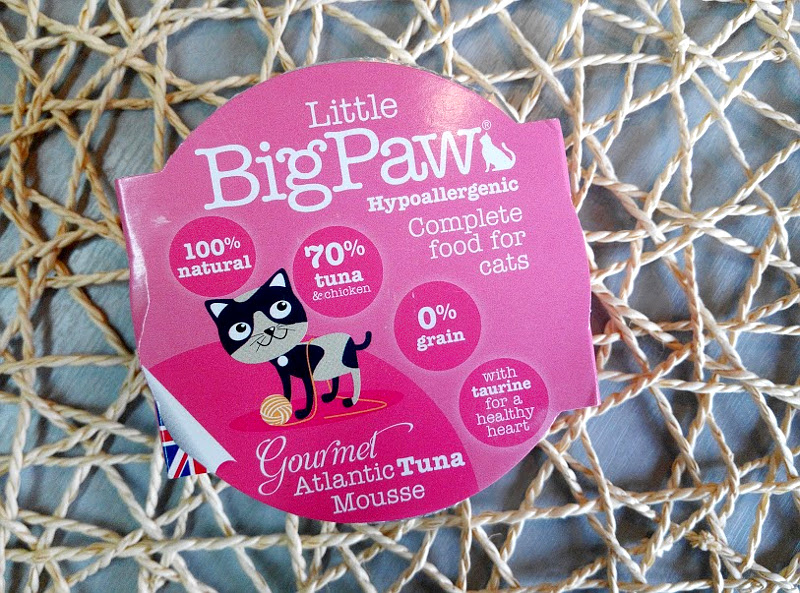 Little
BigPaw®
Hypoallergenic
Complete
food for
cats
100%
natural
70%
tuna
& chicken
0%
grain
with
taurine
for a
healthy
heart
Gourmet
Atlantic Tuna
Mousse